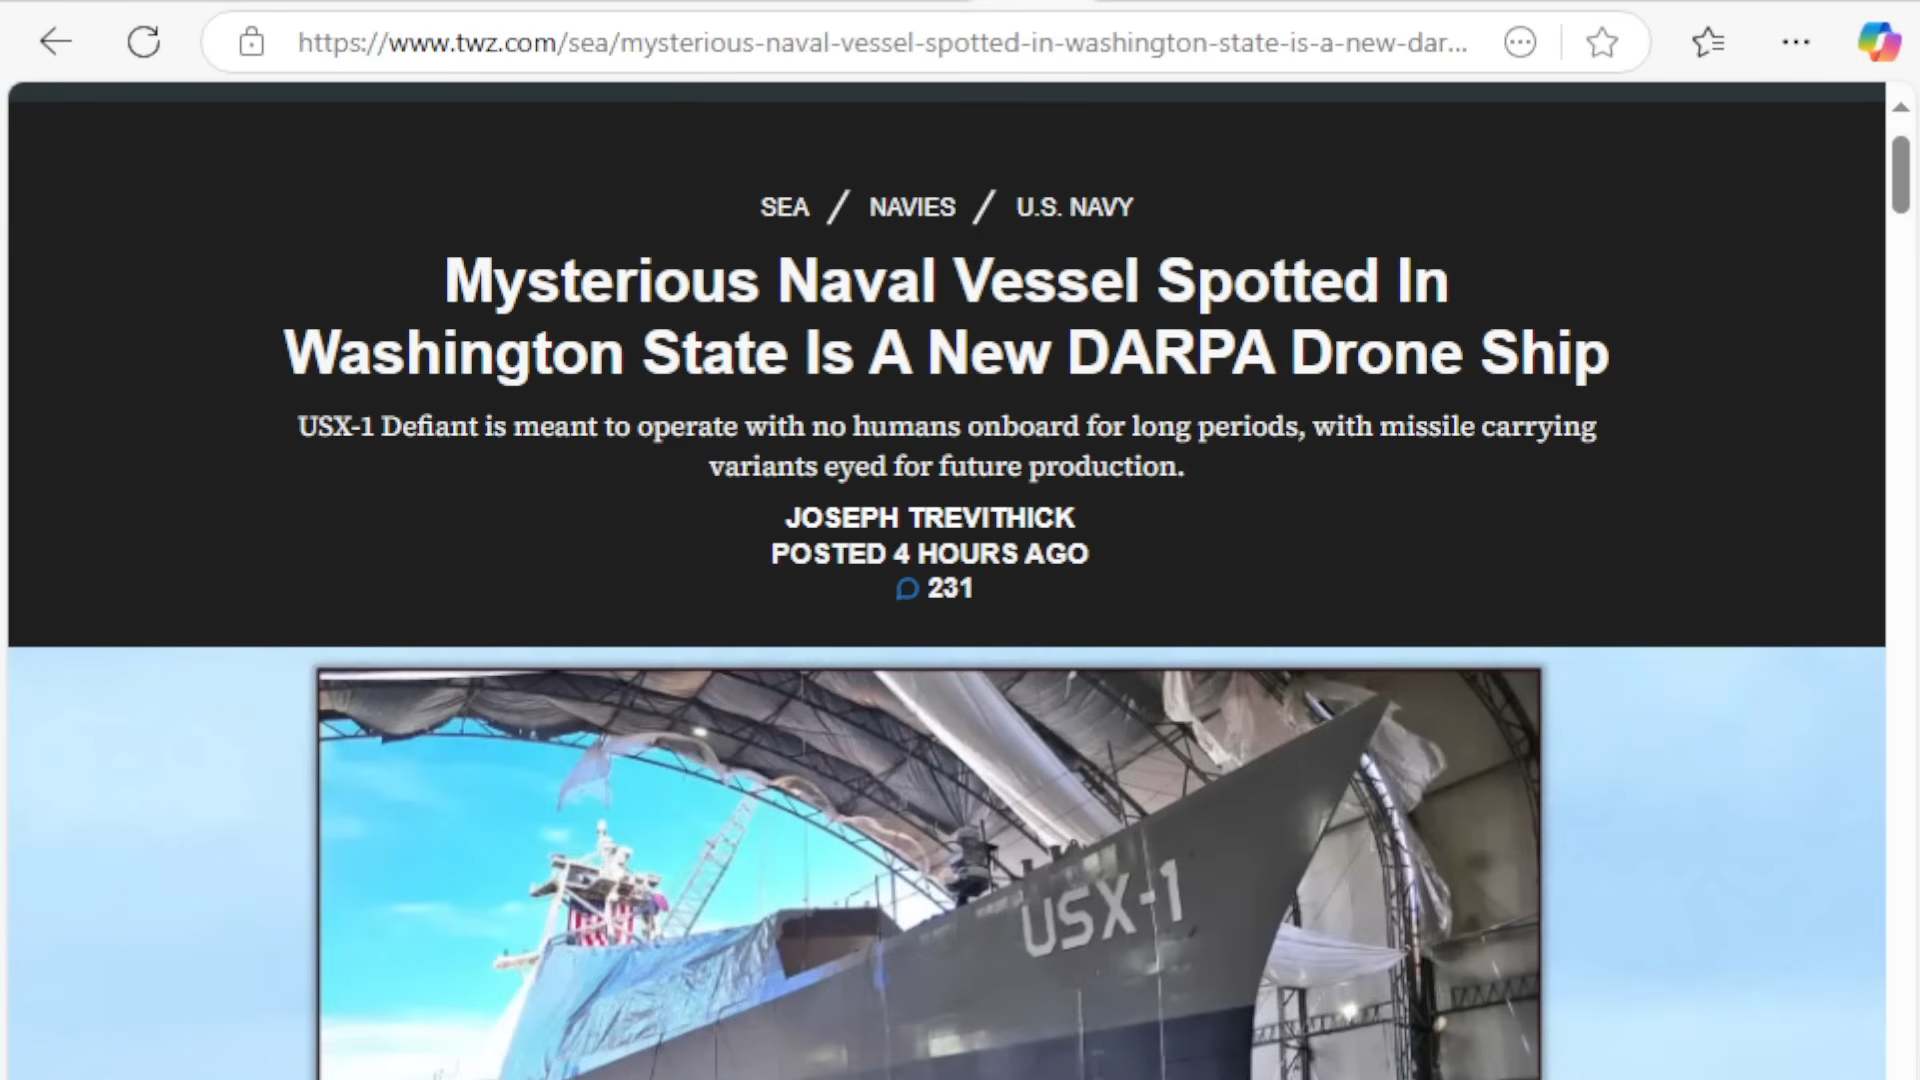 https://www.twz.com/sea/mysterious-naval-vessel-spotted-in-washington-state-is-a-new-dar...
SEA / NAVIES / U.S. NAVY
Mysterious Naval Vessel Spotted In
Washington State Is A New DARPA Drone Ship
USX-1 Defiant is meant to operate with no humans onboard for long periods, with missile carrying
variants eyed for future production.
JOSEPH TREVITHICK
POSTED 4 HOURS AGO
231
USX-1